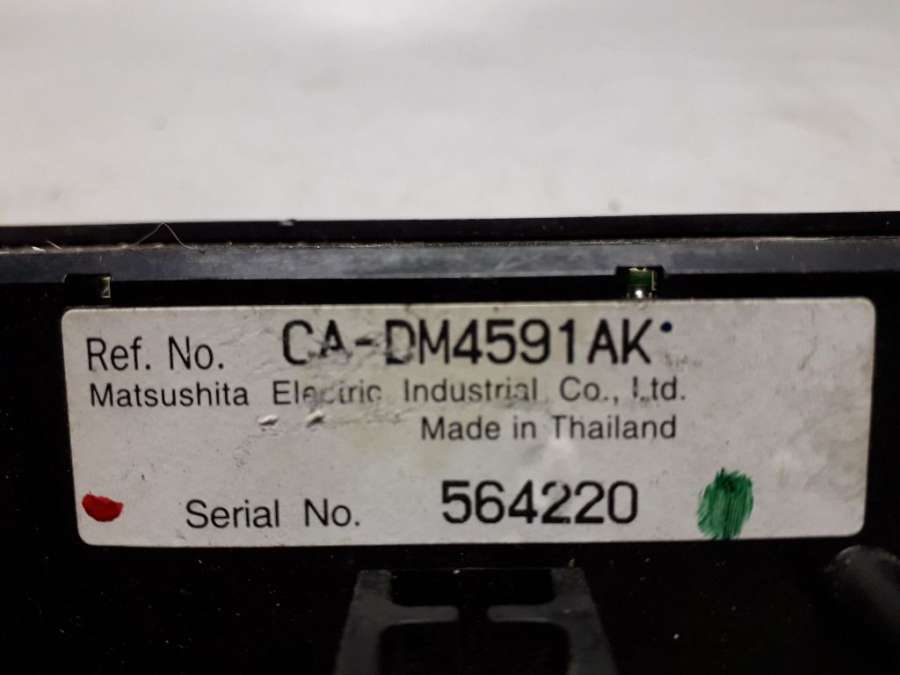 Ref. No. CA-DM4591AK
Matsushita Electric Industrial Co., Ltd.
Made in Thailand
Serial No. 564220